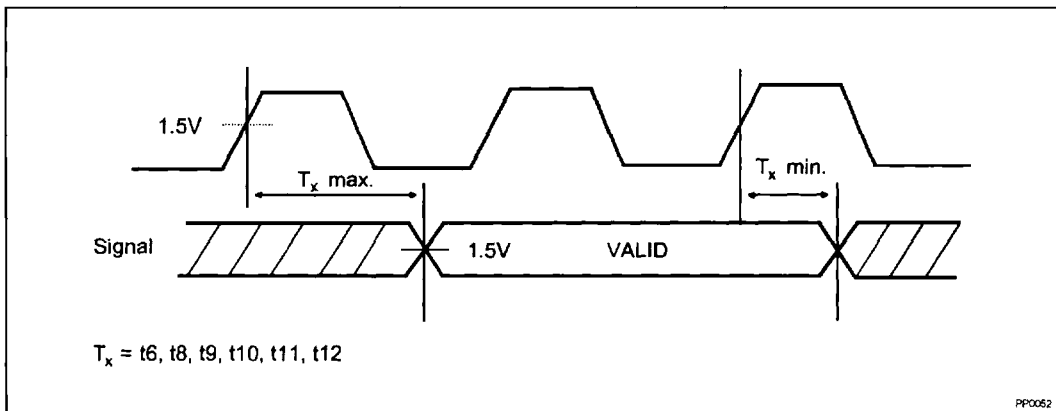 1.5V
Tx max.
Tx min.
Signal
1.5V
VALID
Tx = t6, t8, t9, t10, t11, t12
PP0052